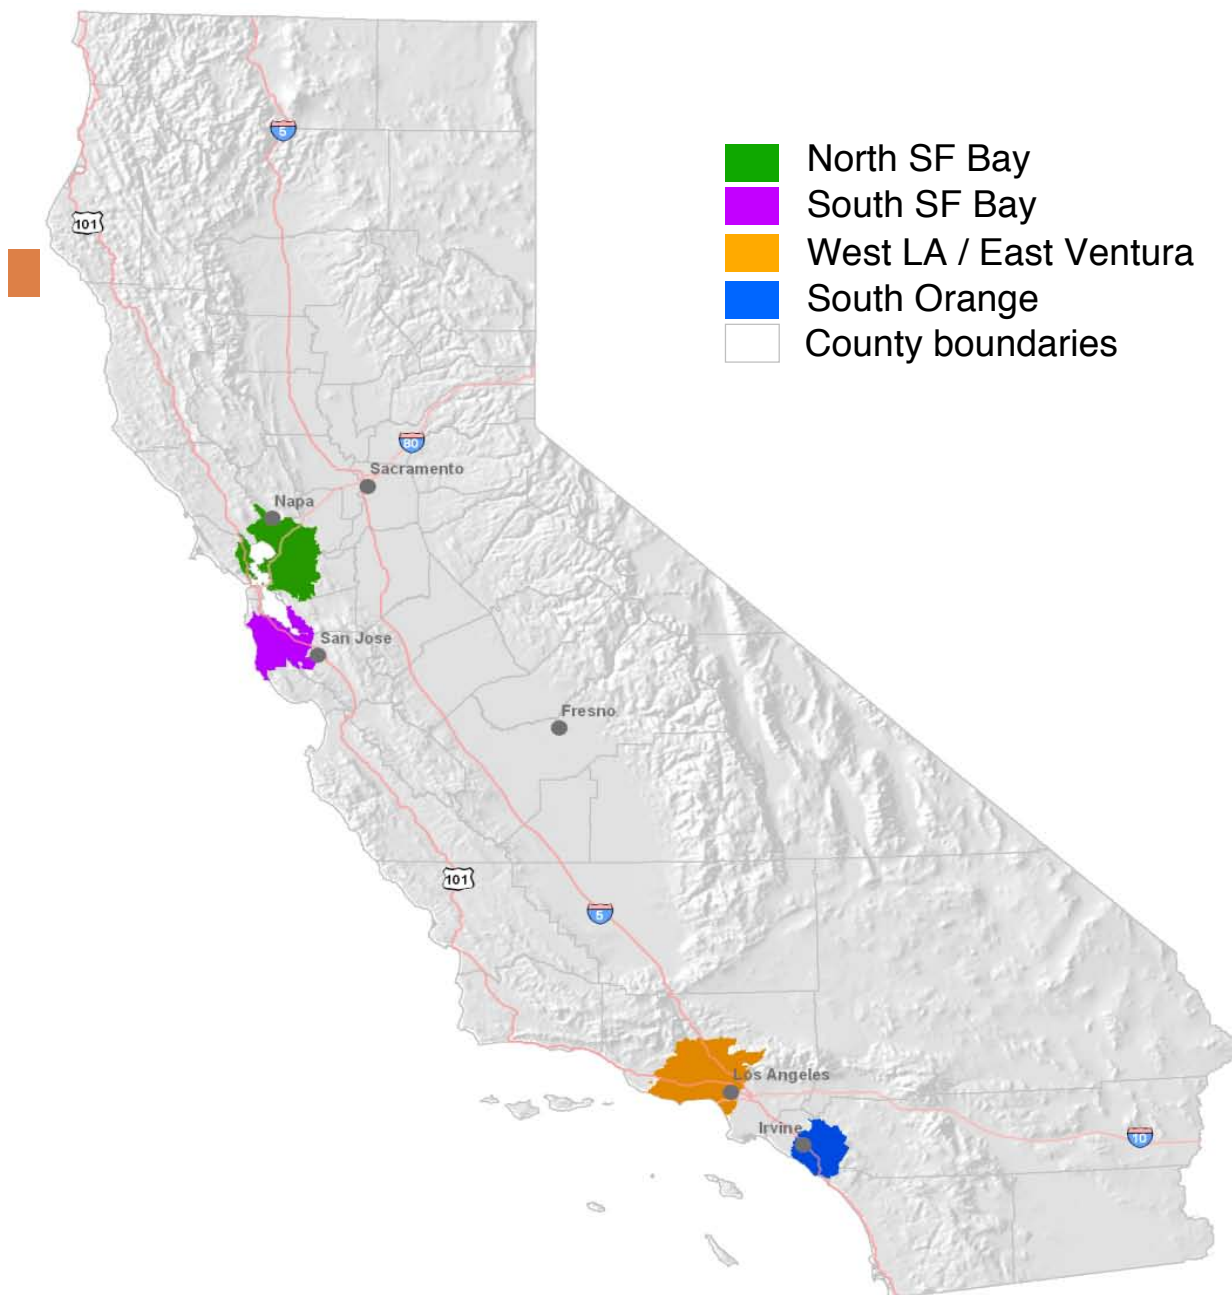 North SF Bay
South SF Bay
West LA / East Ventura
South Orange
County boundaries
5
101
80
Sacramento
Napa
San Jose
Fresno
101
5
Los Angeles
Irvine
10